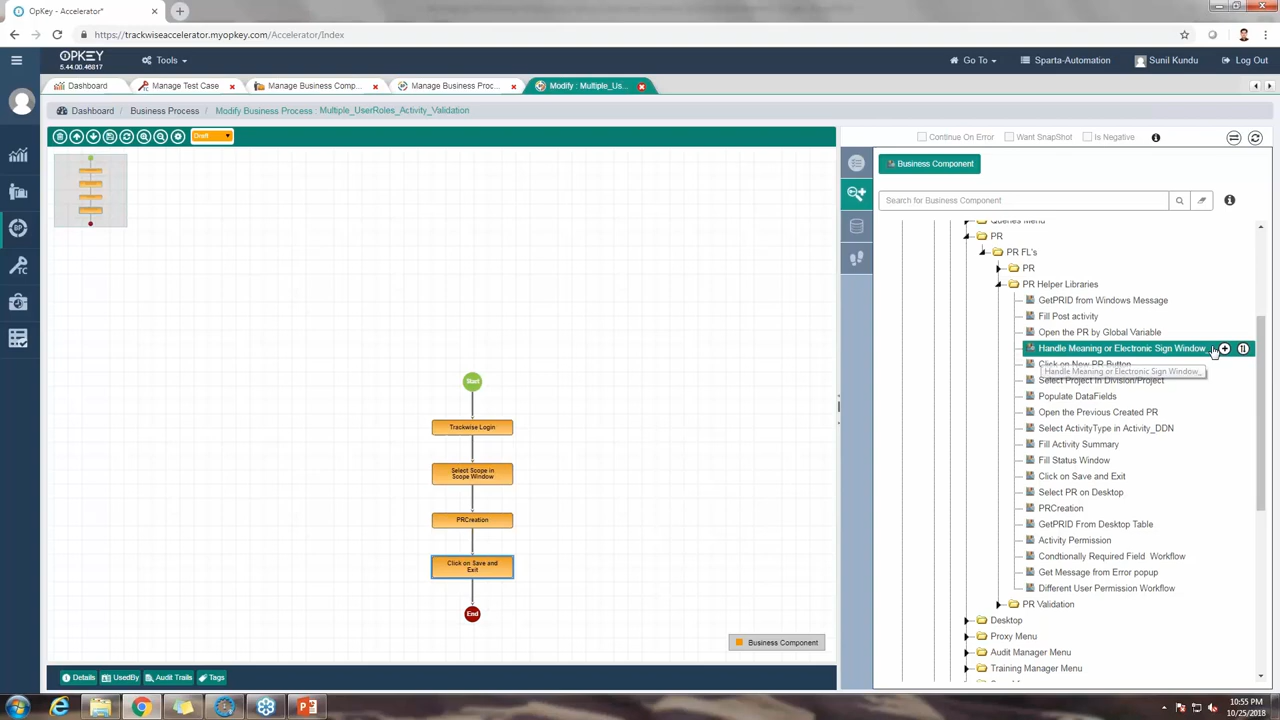 OpKey - Accelerator*
https://trackwiseaccelerator.myopkey.com/Accelerator/Index
OPKEY
5.44.00.46817
Tools
Go To
Sparta-Automation
Sunil Kundu
Log Out
Dashboard
Manage Test Case
Manage Business Comp...
Manage Business Proc...
Modify : Multiple_Us...
Dashboard / Business Process / Modify Business Process : Multiple_UserRoles_Activity_Validation
Draft
Continue On Error
Want SnapShot
Is Negative
Business Component
Search for Business Component
Queries Menu
PR
PR FL's
PR
PR Helper Libraries
GetPRID from Windows Message
Fill Post activity
Open the PR by Global Variable
Handle Meaning or Electronic Sign Window_
Click on New PR Button
Handle Meaning or Electronic Sign Window_
Select Project In Division/Project
Populate DataFields
Open the Previous Created PR
Select ActivityType in Activity_DDN
Fill Activity Summary
Fill Status Window
Click on Save and Exit
Select PR on Desktop
PRCreation
GetPRID From Desktop Table
Activity Permission
Condtionally Required Field Workflow
Get Message from Error popup
Different User Permission Workflow
PR Validation
Desktop
Proxy Menu
Audit Manager Menu
Training Manager Menu
Start
Trackwise Login
Select Scope in
Scope Window
PRCreation
Click on Save and
Exit
End
Business Component
Details
UsedBy
Audit Trails
Tags
10:55 PM
10/25/2018